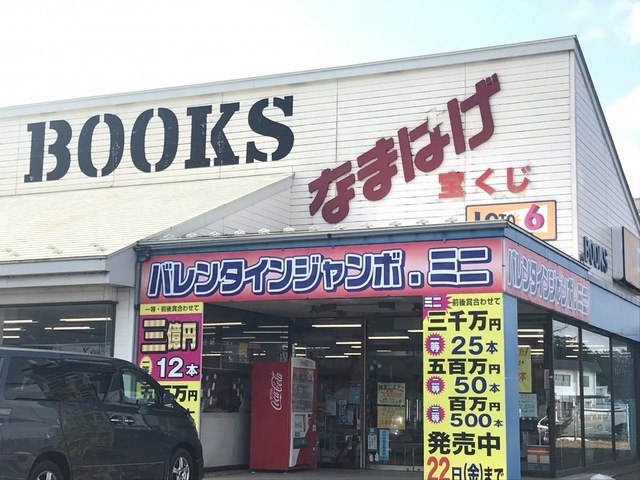 BOOKS
なまはげ
宝くじ
LOTO 6
BOOKS
バレンタインジャンボ・ミニ
バレンタインジャンボ・ミニ
一等・前後賞合わせて
三億円
12本
ミニ 前後賞合わせて
三千万円
25本
五百万円
50本
百万円
500本
発売中
22日(金)まで
Coca-Cola